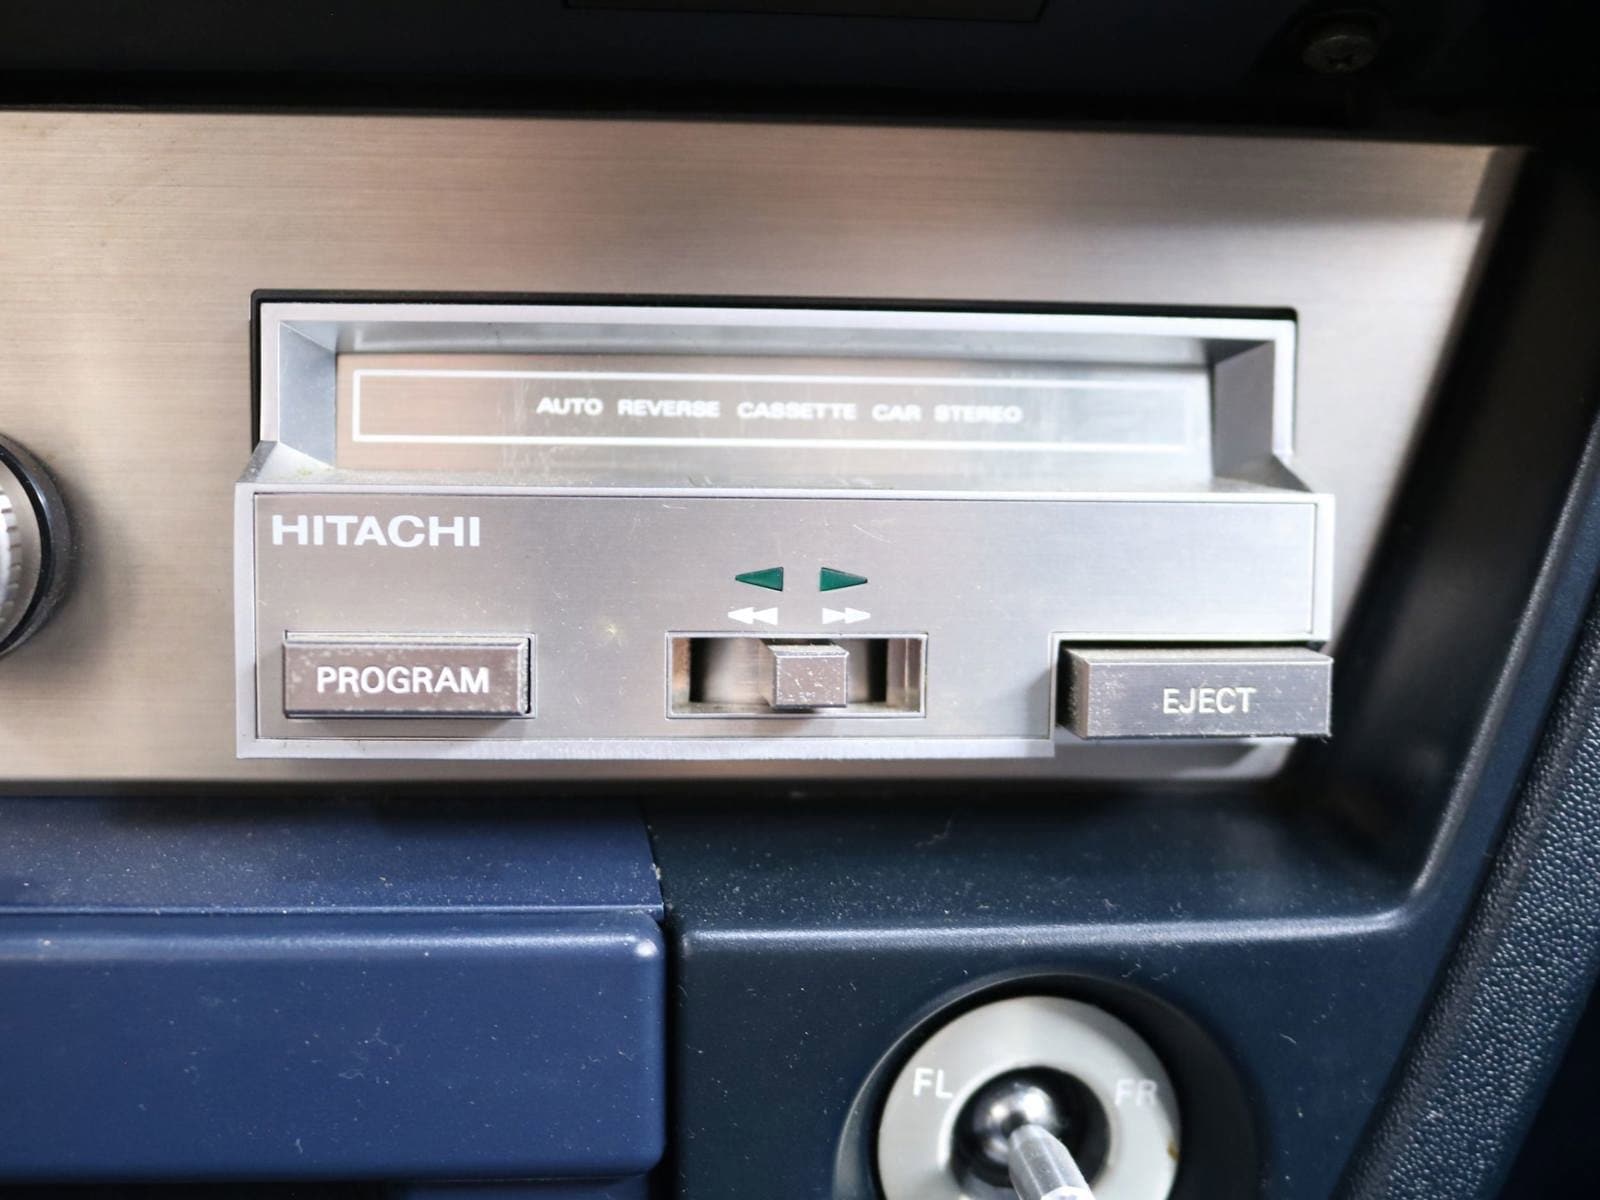 AUTO REVERSE CASSETTE CAR STEREO
HITACHI
PROGRAM
EJECT
FL FR